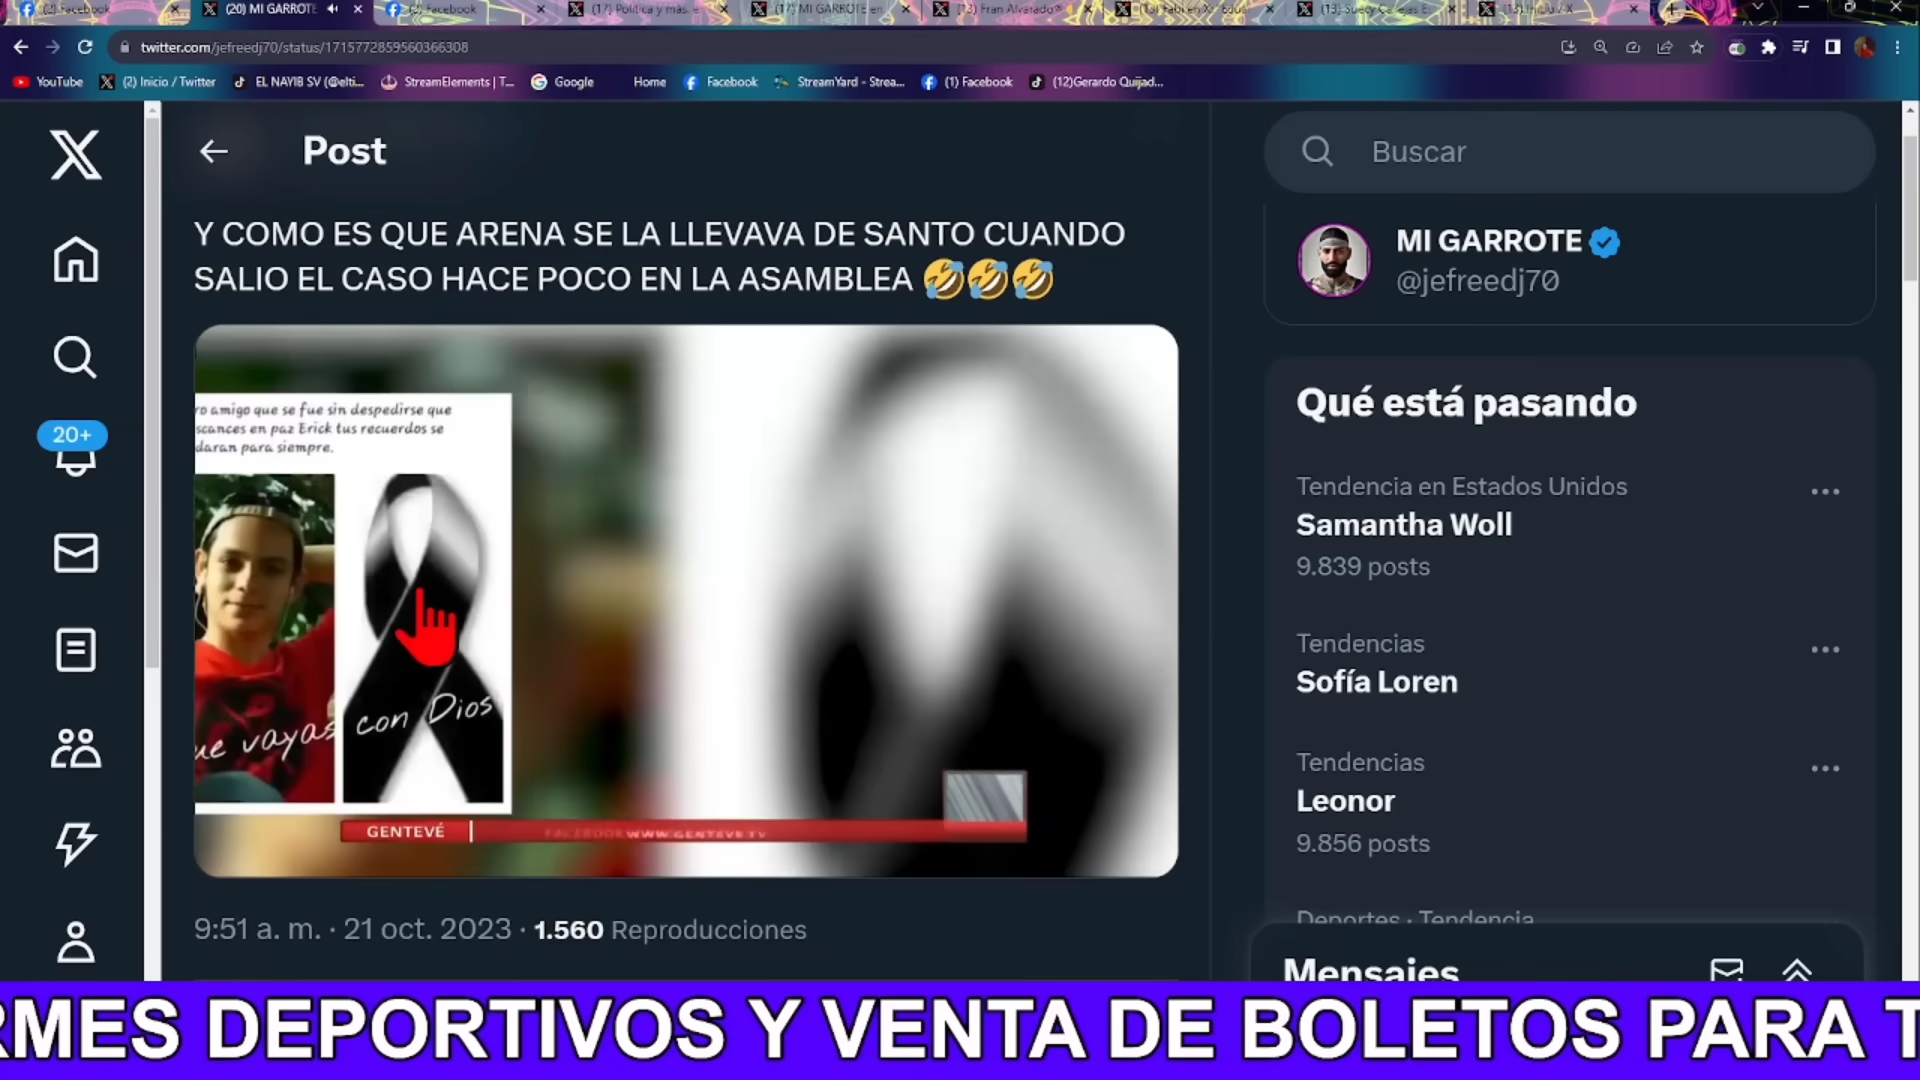 (2) Facebook
(20) MI GARROTE
(2) Facebook
(17) Política y más
(17) MI GARROTE en
(13) Fran Alvarado
twitter.com/jefreedj70/status/1715772859560366308
YouTube
(2) Inicio / Twitter
EL NAYIB SV (@elti...
StreamElements | T...
Google
Home
Facebook
StreamYard - Strea...
(1) Facebook
(12)Gerardo Quijad...
Post
Buscar
Y COMO ES QUE ARENA SE LA LLEVAVA DE SANTO CUANDO
SALIO EL CASO HACE POCO EN LA ASAMBLEA 🤣🤣🤣
MI GARROTE
@jefreedj70
ro amigo que se fue sin despedirse que
scances en paz Erick tus recuerdos se
daran para siempre.
ue vayas con Dios
GENTEVÉ
FACEBOOK WWW.GENTEVE.TV
9:51 a. m. · 21 oct. 2023 · 1.560 Reproducciones
20+
Qué está pasando
Tendencia en Estados Unidos
Samantha Woll
9.839 posts
Tendencias
Sofía Loren
Tendencias
Leonor
9.856 posts
Deportes · Tendencia
Mensajes
RMES DEPORTIVOS Y VENTA DE BOLETOS PARA T